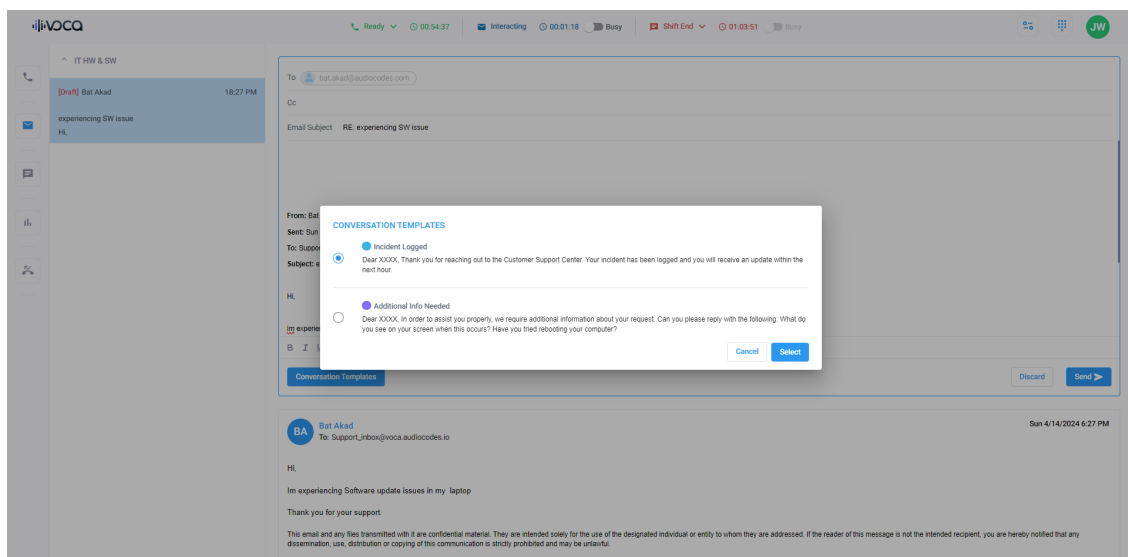 VOCA
Ready 00:54:37 Interacting 00:01:18 Busy Shift End 01:03:51 Busy
JW
IT HW & SW
[Draft] Bat Akad 18:27 PM
experiencing SW issue
Hi,
To bat.akad@audiocodes.com
Cc
Email Subject RE: experiencing SW issue
From: Bat
Sent: Sun
To: Suppo
Subject: e
Hi,
Im experie
B I
Conversation Templates
Discard Send
CONVERSATION TEMPLATES
Incident Logged
Dear XXXX, Thank you for reaching out to the Customer Support Center. Your incident has been logged and you will receive an update within the
next hour.
Additional Info Needed
Dear XXXX, In order to assist you properly, we require additional information about your request. Can you please reply with the following: What do
you see on your screen when this occurs? Have you tried rebooting your computer?
Cancel Select
BA
Bat Akad
To: Support_inbox@voca.audiocodes.io
Sun 4/14/2024 6:27 PM
Hi,
Im experiencing Software update issues in my laptop
Thank you for your support
This email and any files transmitted with it are confidential material. They are intended solely for the use of the designated individual or entity to whom they are addressed. If the reader of this message is not the intended recipient, you are hereby notified that any
dissemination, use, distribution or copying of this communication is strictly prohibited and may be unlawful.